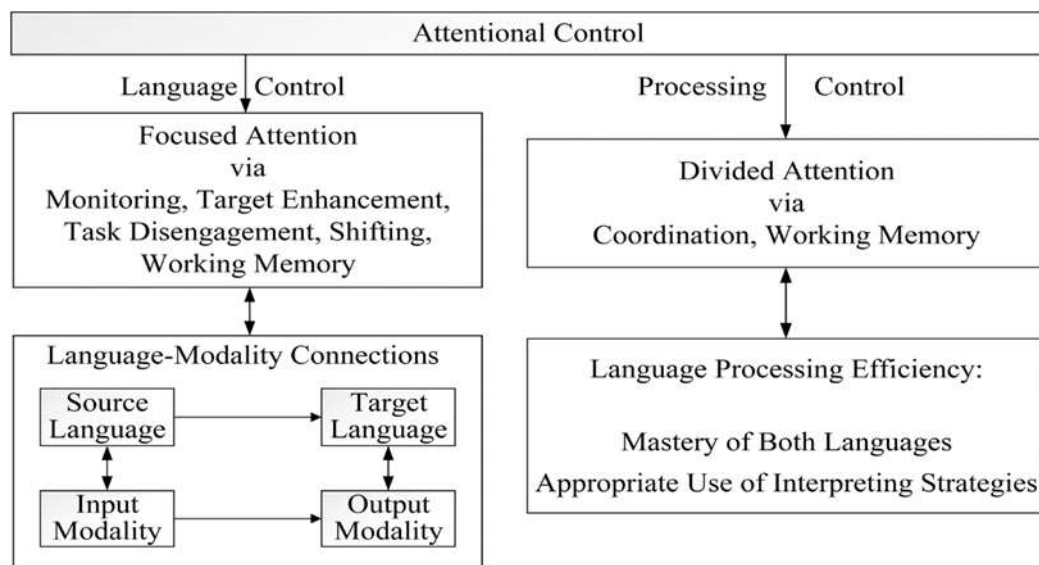 Attentional Control
Language Control
Focused Attention
via
Monitoring, Target Enhancement,
Task Disengagement, Shifting,
Working Memory
Language-Modality Connections
Source
Language
Target
Language
Input
Modality
Output
Modality
Processing Control
Divided Attention
via
Coordination, Working Memory
Language Processing Efficiency:
Mastery of Both Languages
Appropriate Use of Interpreting Strategies